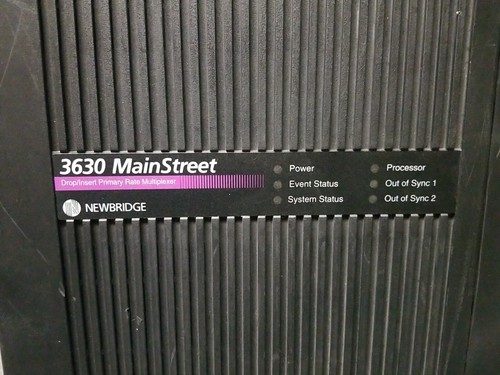 3630 MainStreet
Drop/Insert Primary Rate Multiplexer
NEWBRIDGE
Power
Event Status
System Status
Processor
Out of Sync 1
Out of Sync 2